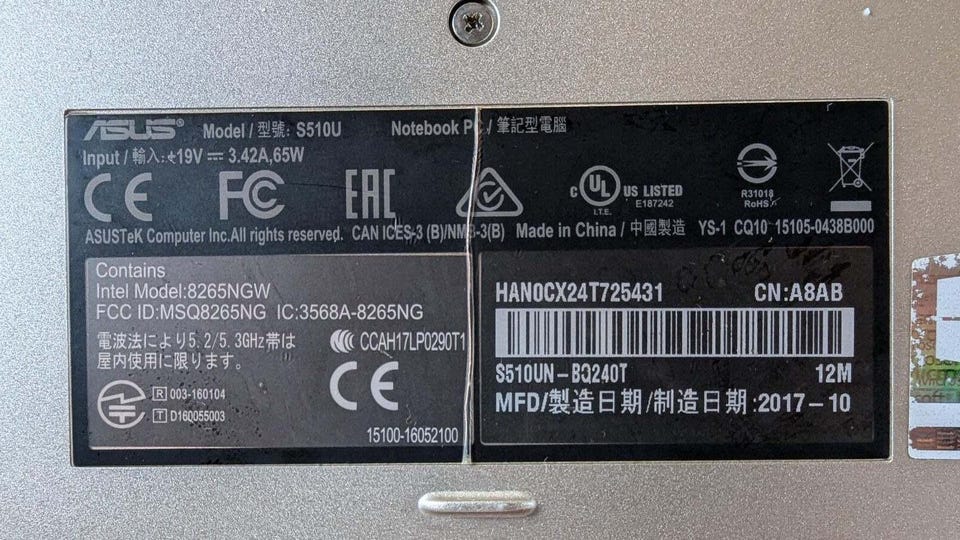 ASUS® Model / 型號: S510U Notebook PC / 筆記型電腦
Input / 輸入: +19V ⎓ 3.42A,65W
CE FC EAC c UL US LISTED
I.T.E. E187242
R31018
RoHS
ASUSTeK Computer Inc.All rights reserved. CAN ICES-3 (B)/NMB-3(B) Made in China / 中國製造 YS-1 CQ10 15105-0438B000
Contains
Intel Model:8265NGW
FCC ID:MSQ8265NG IC:3568A-8265NG
電波法により5.2/5.3GHz帯は
屋内使用に限ります。
CCAH17LP0290T1
CE
R 003-160104
T D160055003
15100-16052100
HAN0CX24T725431 CN:A8AB
S510UN-BQ240T 12M
MFD/製造日期/制造日期:2017-10